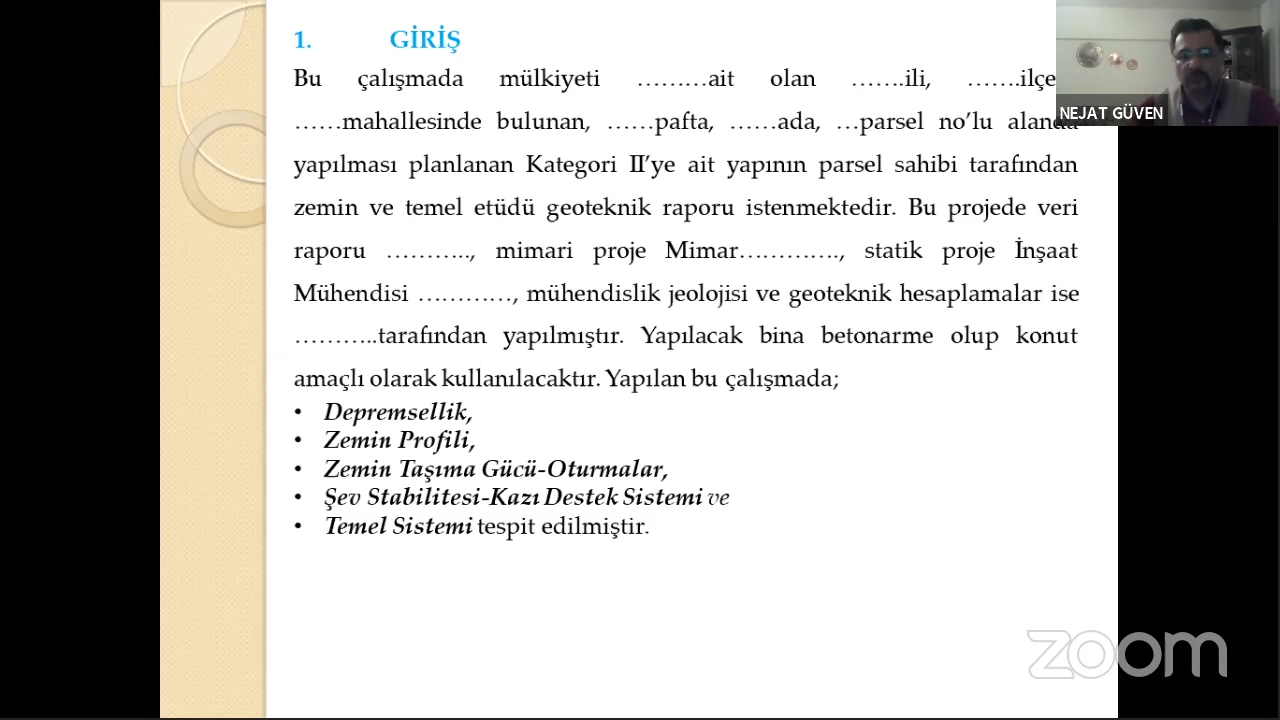 1. GİRİŞ
Bu çalışmada mülkiyeti ………ait olan …….ili, …….ilçe
……mahallesinde bulunan, ……pafta, ……ada, …parsel no’lu alanda
yapılması planlanan Kategori II’ye ait yapının parsel sahibi tarafından
zemin ve temel etüdü geoteknik raporu istenmektedir. Bu projede veri
raporu ……….., mimari proje Mimar…………., statik proje İnşaat
Mühendisi …………, mühendislik jeolojisi ve geoteknik hesaplamalar ise
………..tarafından yapılmıştır. Yapılacak bina betonarme olup konut
amaçlı olarak kullanılacaktır. Yapılan bu çalışmada;
• Depremsellik,
• Zemin Profili,
• Zemin Taşıma Gücü-Oturmalar,
• Şev Stabilitesi-Kazı Destek Sistemi ve
• Temel Sistemi tespit edilmiştir.
NEJAT GÜVEN
zoom